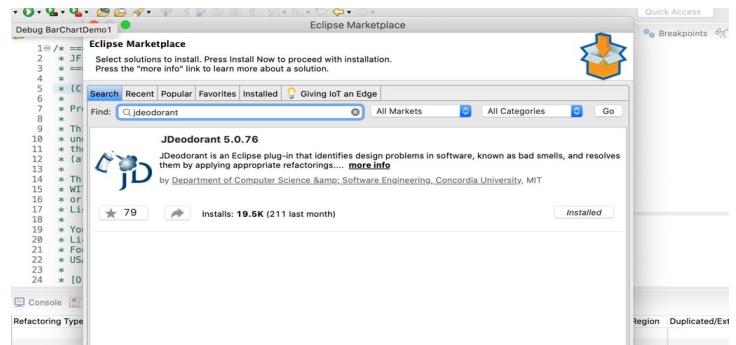 Quick Access
Eclipse Marketplace
Debug BarChartDemo1
Breakpoints
Eclipse Marketplace
Select solutions to install. Press Install Now to proceed with installation.
Press the "more info" link to learn more about a solution.
Search Recent Popular Favorites Installed Giving IoT an Edge
Find: jdeodorant All Markets All Categories Go
JDeodorant 5.0.76
JDeodorant is an Eclipse plug-in that identifies design problems in software, known as bad smells, and resolves
them by applying appropriate refactorings.... more info
by Department of Computer Science &amp; Software Engineering, Concordia University, MIT
79 Installs: 19.5K (211 last month) Installed
JD
1 /* ===
2 * JF
3 * ===
4 *
5 * (C
6 *
7 * Pr
8 *
9 * Th
10 * un
11 * th
12 * (a
13 *
14 * Th
15 * WI
16 * or
17 * Li
18 *
19 * Yo
20 * Li
21 * Fo
22 * US
23 *
24 * [O
Console
Refactoring Type
Region Duplicated/Ext